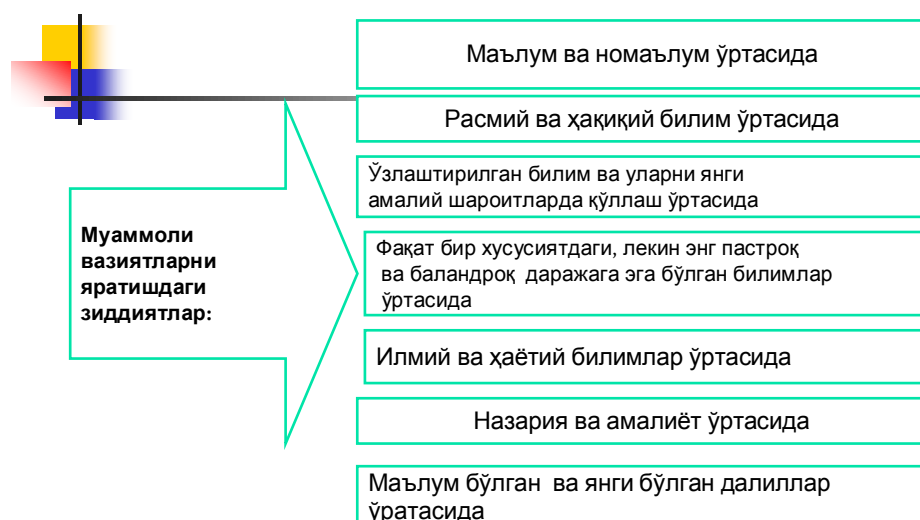 Муаммоли
вазиятларни
яратишдаги
зиддиятлар:
Маълум ва номаълум ўртасида
Расмий ва ҳақиқий билим ўртасида
Ўзлаштирилган билим ва уларни янги
амалий шароитларда қўллаш ўртасида
Фақат бир хусусиятдаги, лекин энг пастроқ
ва баландроқ даражага эга бўлган билимлар
ўртасида
Илмий ва ҳаётий билимлар ўртасида
Назария ва амалиёт ўртасида
Маълум бўлган ва янги бўлган далиллар
ўратасида